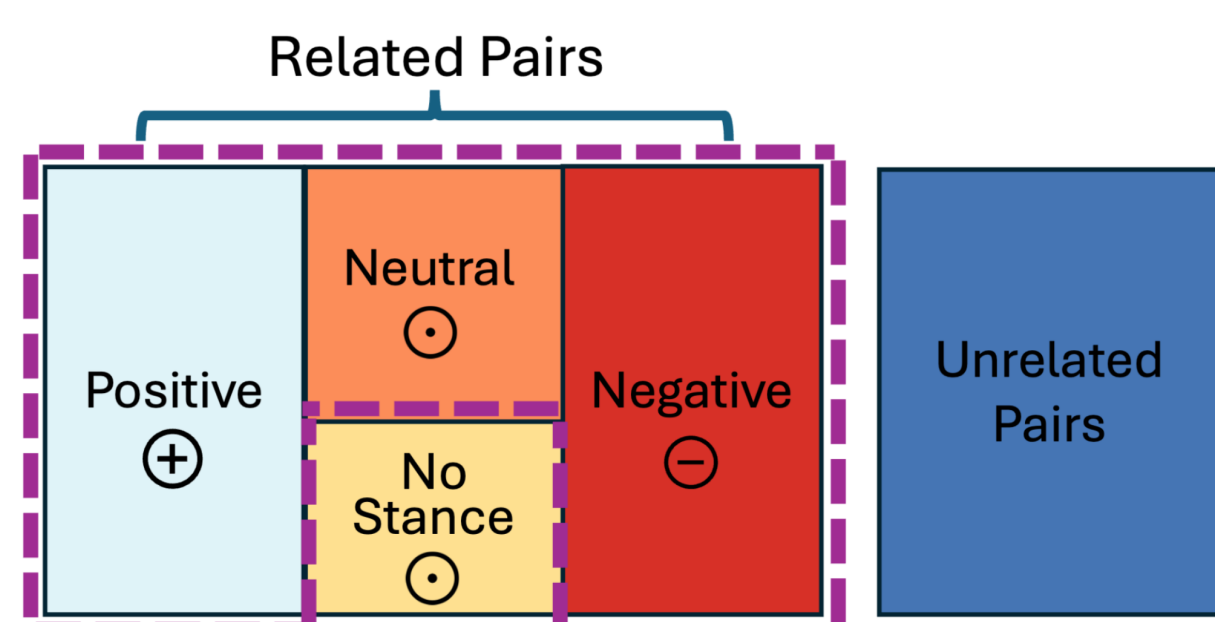 Related Pairs
Positive
Neutral
No
Stance
Negative
Unrelated
Pairs